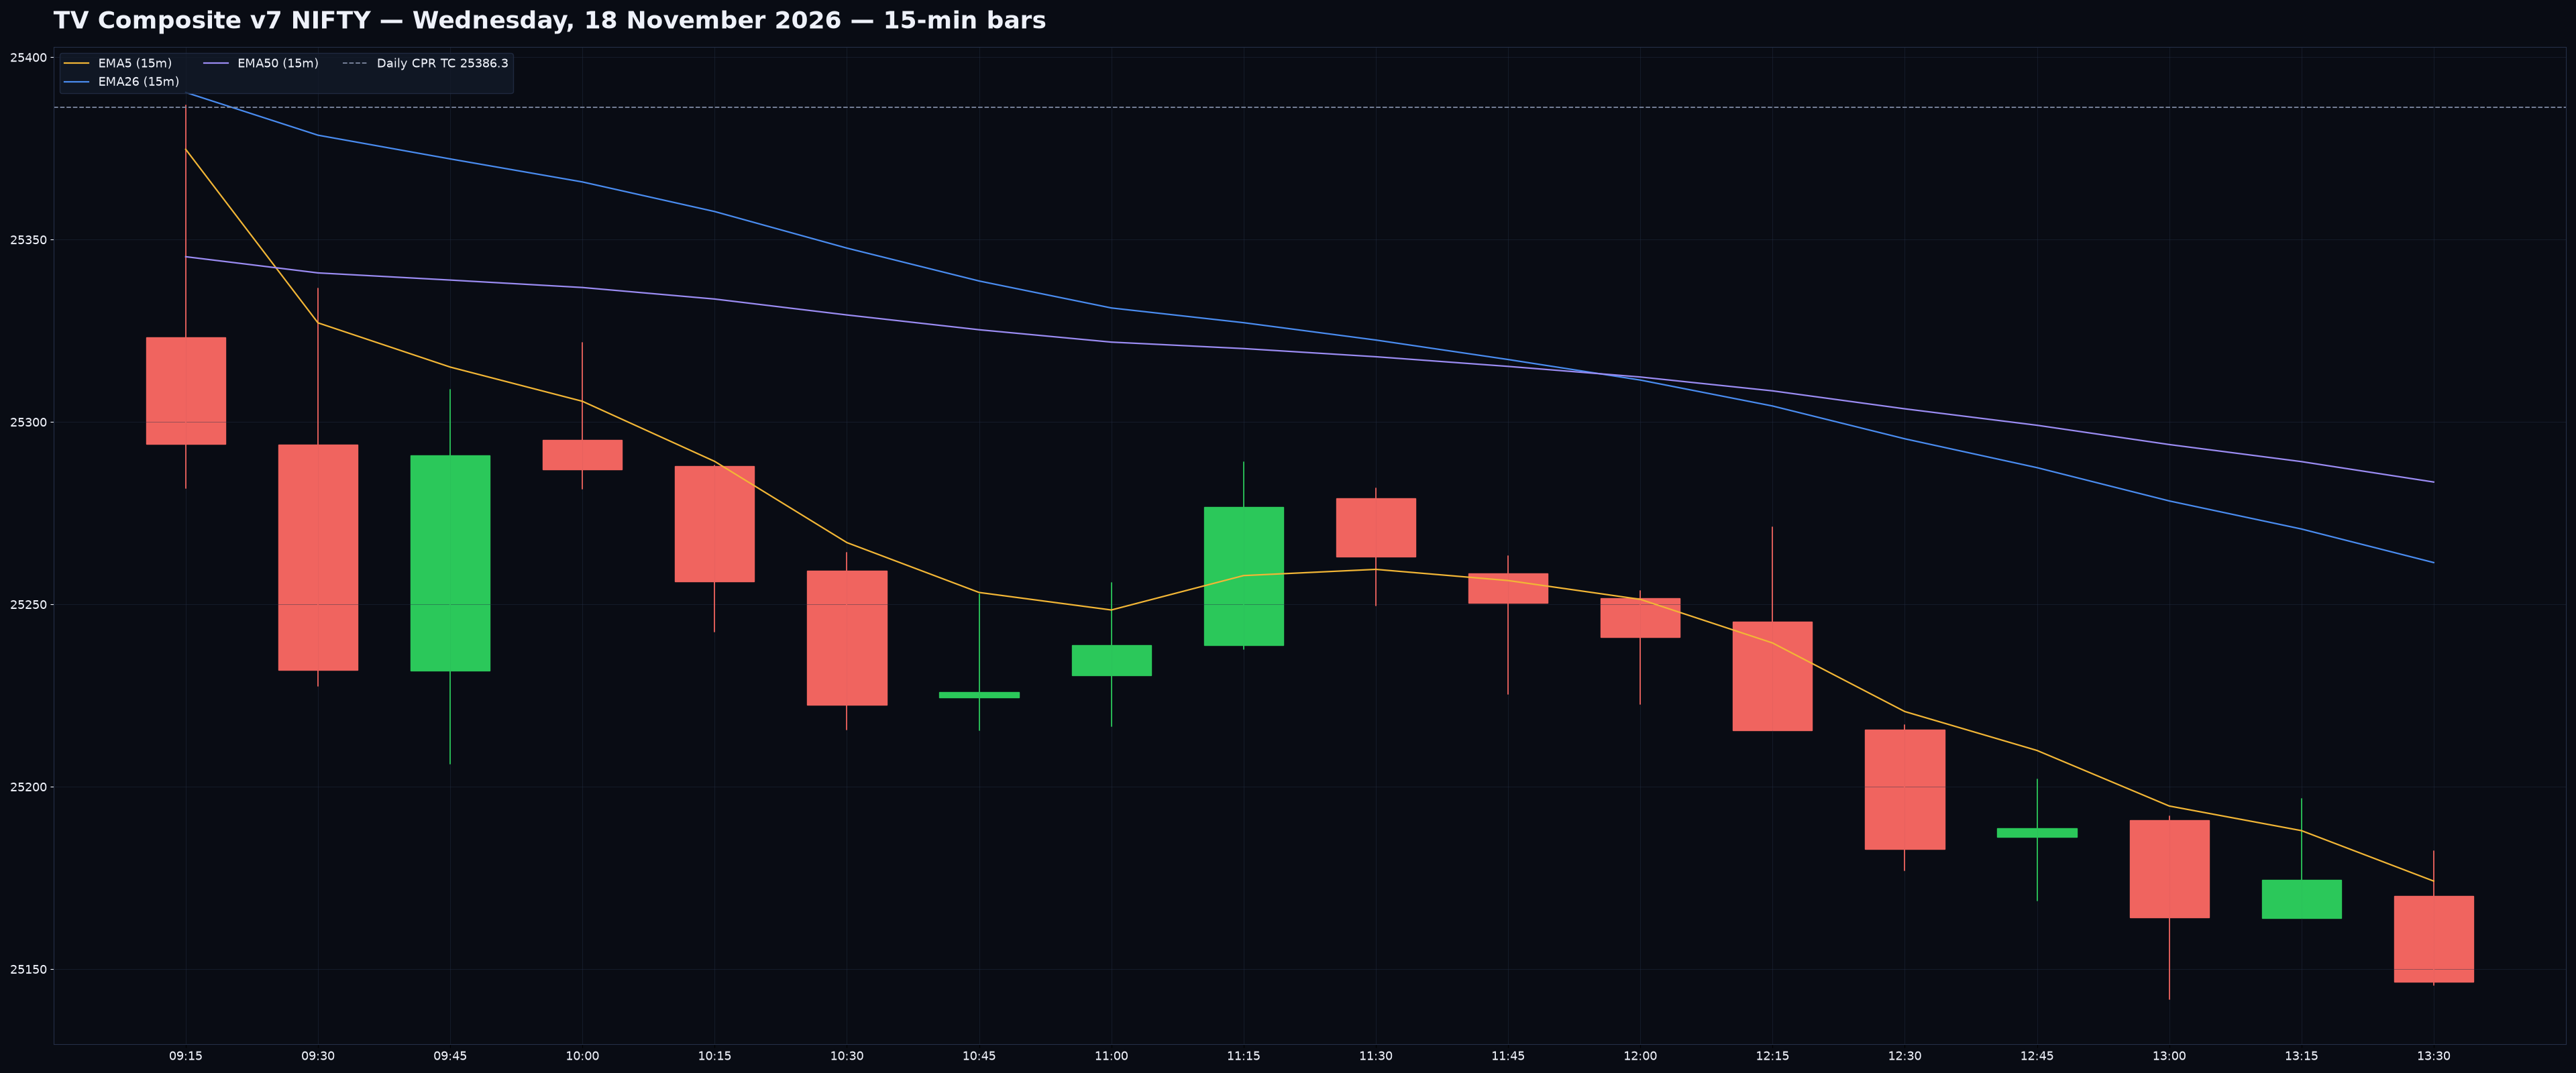 TV Composite v7 NIFTY — Wednesday, 18 November 2026 — 15-min bars
EMA5 (15m) EMA50 (15m) Daily CPR TC 25386.3
EMA26 (15m)
25400
25350
25300
25250
25200
25150
09:15 09:30 09:45 10:00 10:15 10:30 10:45 11:00 11:15 11:30 11:45 12:00 12:15 12:30 12:45 13:00 13:15 13:30